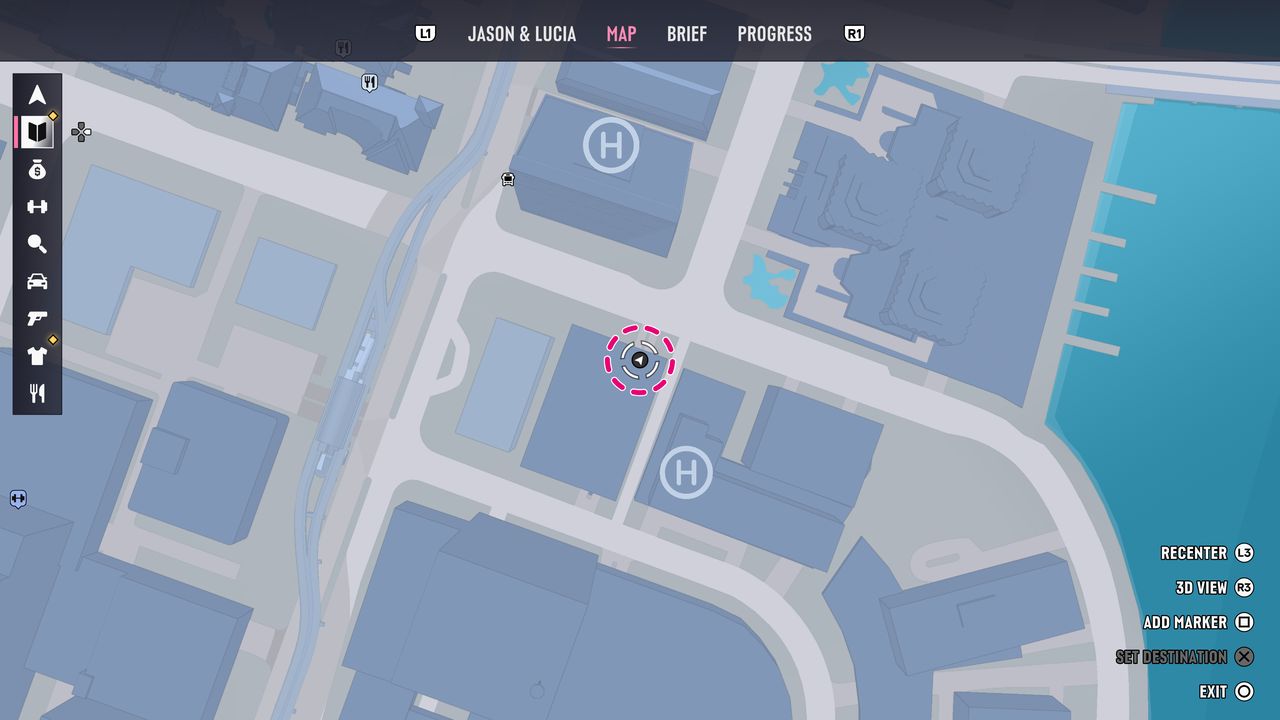 L1 JASON & LUCIA MAP BRIEF PROGRESS R1
$
H
H
RECENTER L3
3D VIEW R3
ADD MARKER
SET DESTINATION
EXIT